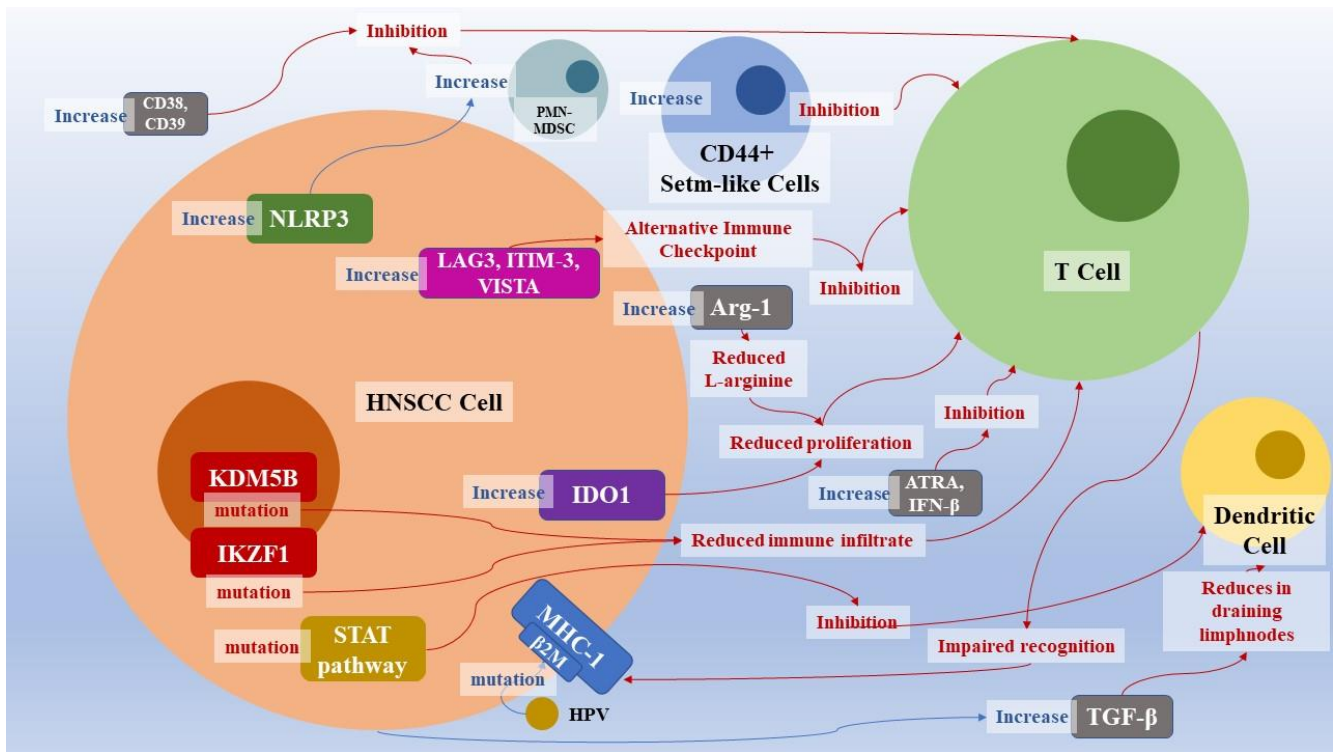 Inhibition
Increase
PMN-
MDSC
Increase
CD38,
CD39
Increase
Inhibition
CD44+
Setm-like Cells
Increase
NLRP3
Increase
LAG3, ITIM-3,
VISTA
Alternative Immune
Checkpoint
Inhibition
T Cell
Increase
Arg-1
Reduced
L-arginine
HNSCC Cell
Inhibition
Reduced proliferation
KDM5B
mutation
Increase
IDO1
Increase
ATRA,
IFN-β
IKZF1
mutation
Reduced immune infiltrate
Dendritic
Cell
mutation
STAT
pathway
MHC-1
β2M
mutation
HPV
Inhibition
Impaired recognition
Reduces in
draining
limphnodes
Increase
TGF-β